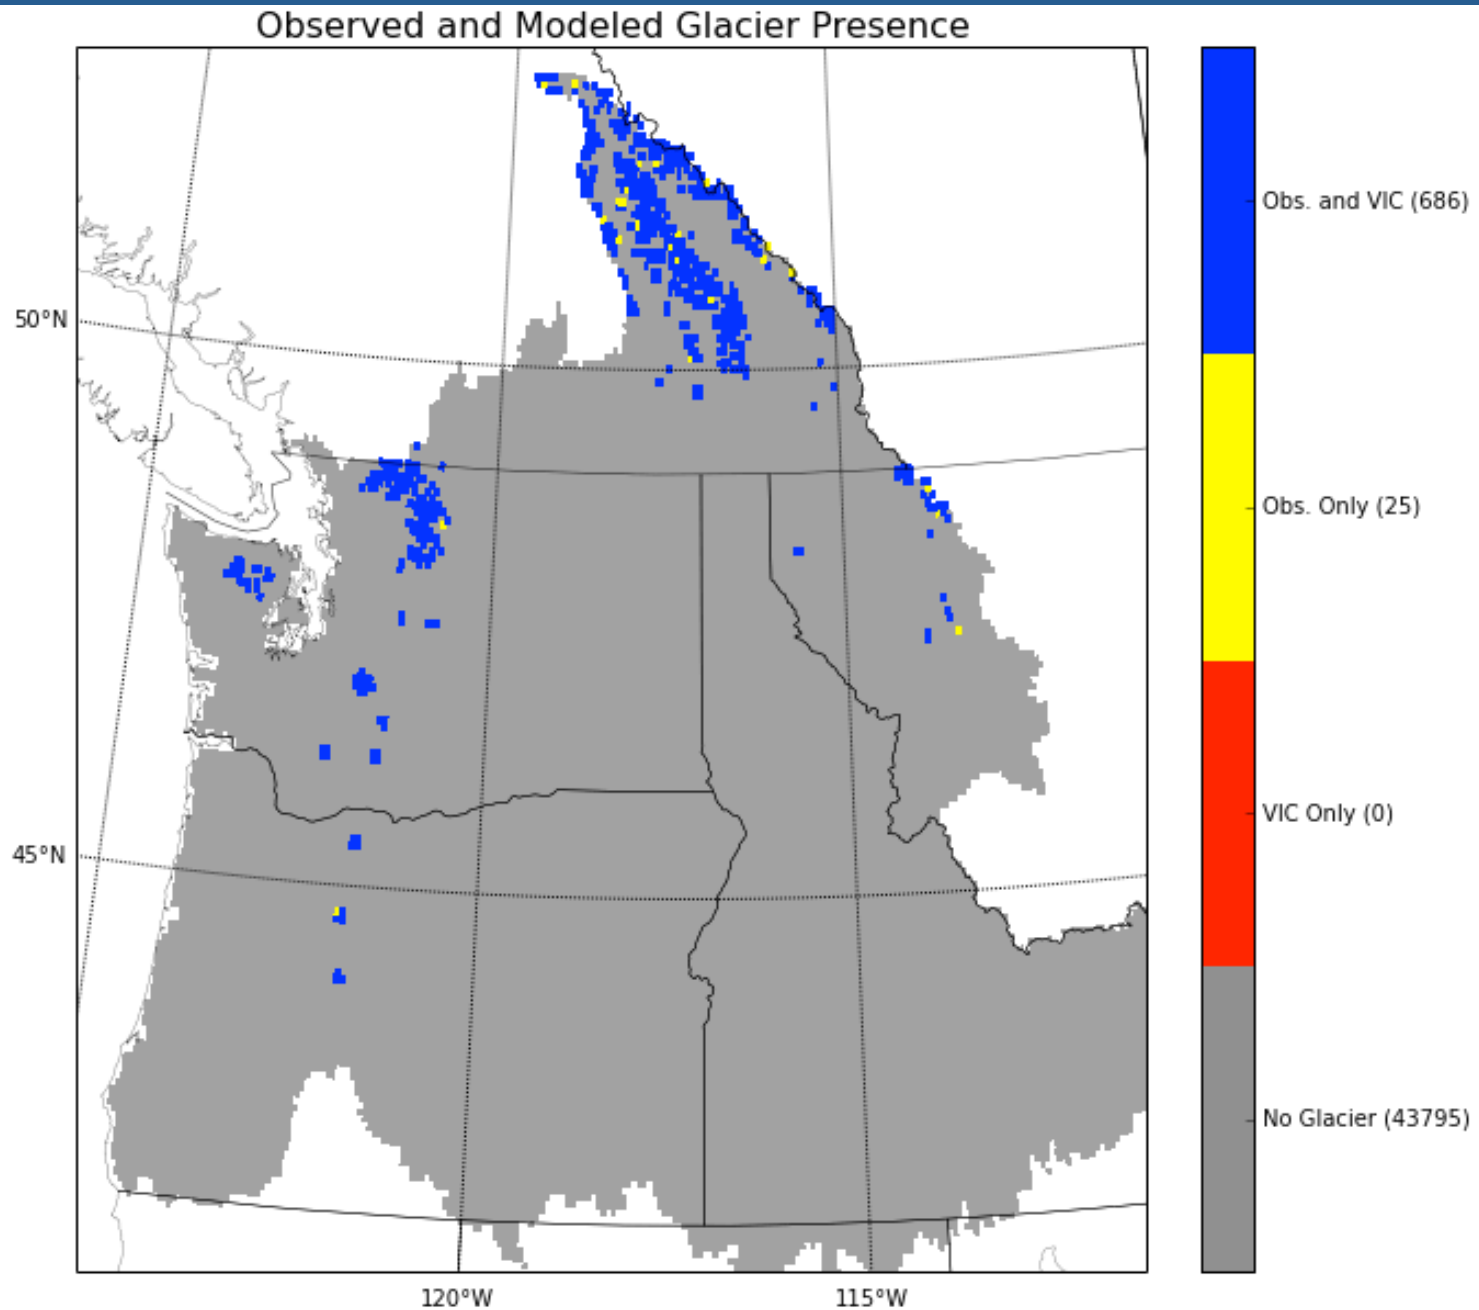 Observed and Modeled Glacier Presence
50°N
45°N
120°W
115°W
Obs. and VIC (686)
Obs. Only (25)
VIC Only (0)
No Glacier (43795)